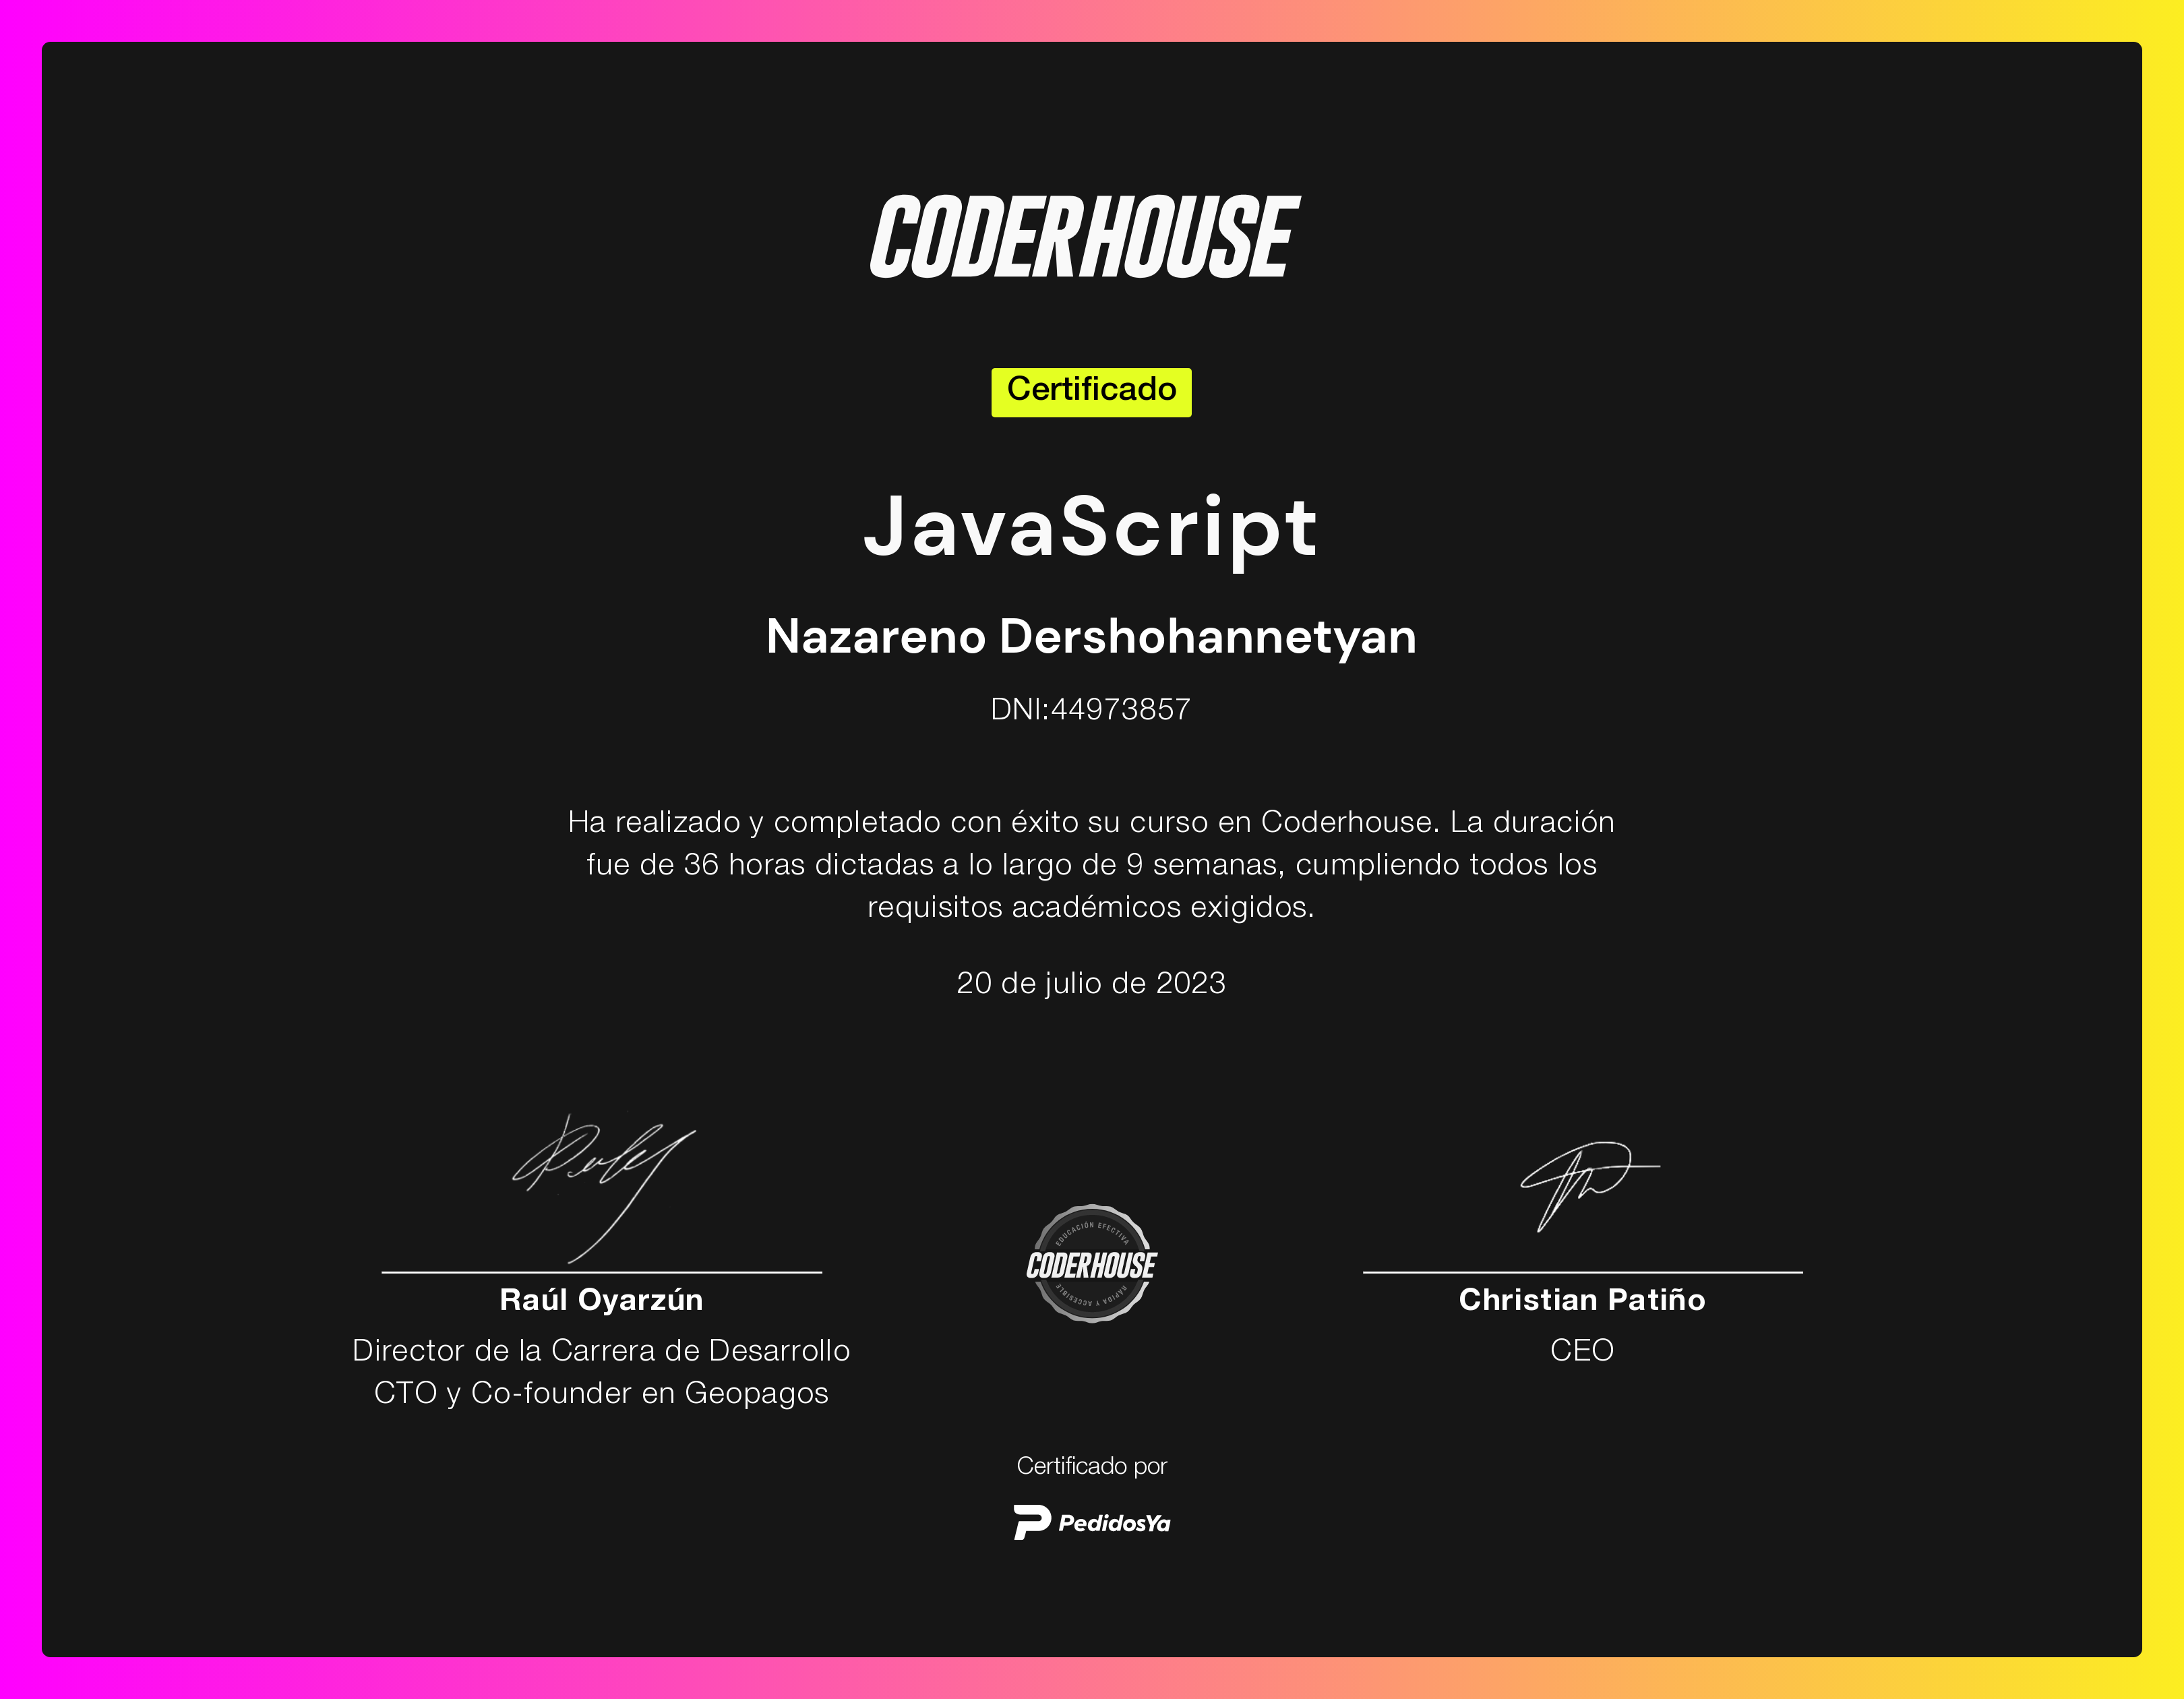 CODERHOUSE
Certificado
JavaScript
Nazareno Dershohannetyan
DNI:44973857
Ha realizado y completado con éxito su curso en Coderhouse. La duración
fue de 36 horas dictadas a lo largo de 9 semanas, cumpliendo todos los
requisitos académicos exigidos.
20 de julio de 2023
Raúl Oyarzún
Director de la Carrera de Desarrollo
CTO y Co-founder en Geopagos
EDUCACIÓN EFECTIVA
CODERHOUSE
RÁPIDA Y ACCESIBLE
Christian Patiño
CEO
Certificado por
PedidosYa